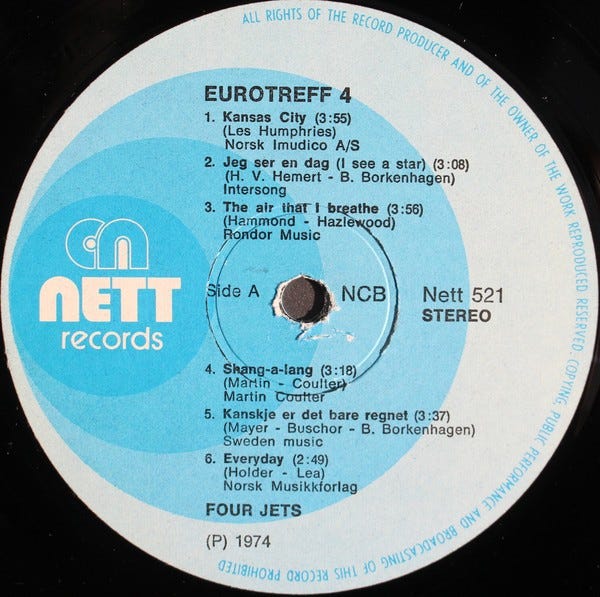 ALL RIGHTS OF THE RECORD PRODUCER AND OF THE OWNER OF THE WORK REPRODUCED RESERVED. COPYING, PUBLIC PERFORMANCE AND BROADCASTING OF THIS RECORD PROHIBITED
EUROTREFF 4
1. Kansas City (3:55)
(Les Humphries)
Norsk Imudico A/S
2. Jeg ser en dag (I see a star) (3:08)
(H. V. Hemert - B. Borkenhagen)
Intersong
3. The air that I breathe (3:56)
(Hammond - Hazlewood)
Rondor Music
nett
records
Side A NCB Nett 521
STEREO
4. Shang-a-lang (3:18)
(Martin - Coulter)
Martin Coulter
5. Kanskje er det bare regnet (3:37)
(Mayer - Buschor - B. Borkenhagen)
Sweden music
6. Everyday (2:49)
(Holder - Lea)
Norsk Musikkforlag
FOUR JETS
(P) 1974